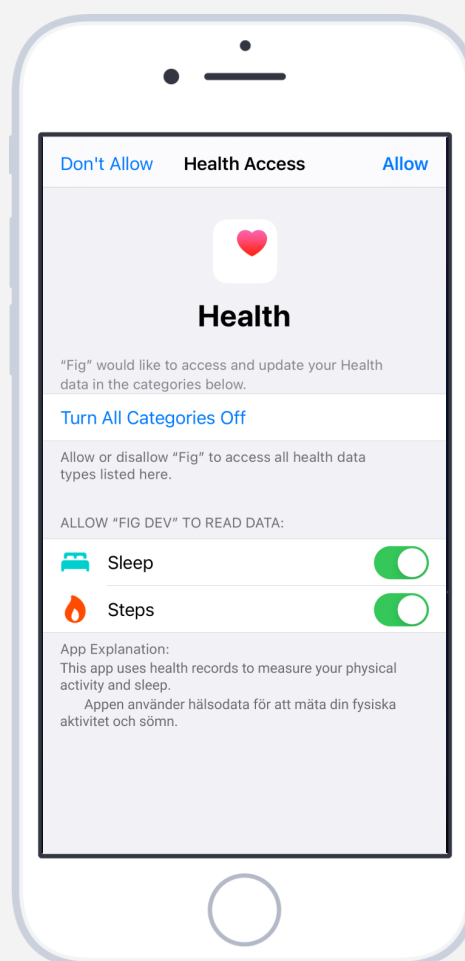 Don't Allow Health Access Allow
Health
“Fig” would like to access and update your Health
data in the categories below.
Turn All Categories Off
Allow or disallow “Fig” to access all health data
types listed here.
ALLOW “FIG DEV” TO READ DATA:
Sleep
Steps
App Explanation:
This app uses health records to measure your physical
activity and sleep.
Appen använder hälsodata för att mäta din fysiska
aktivitet och sömn.